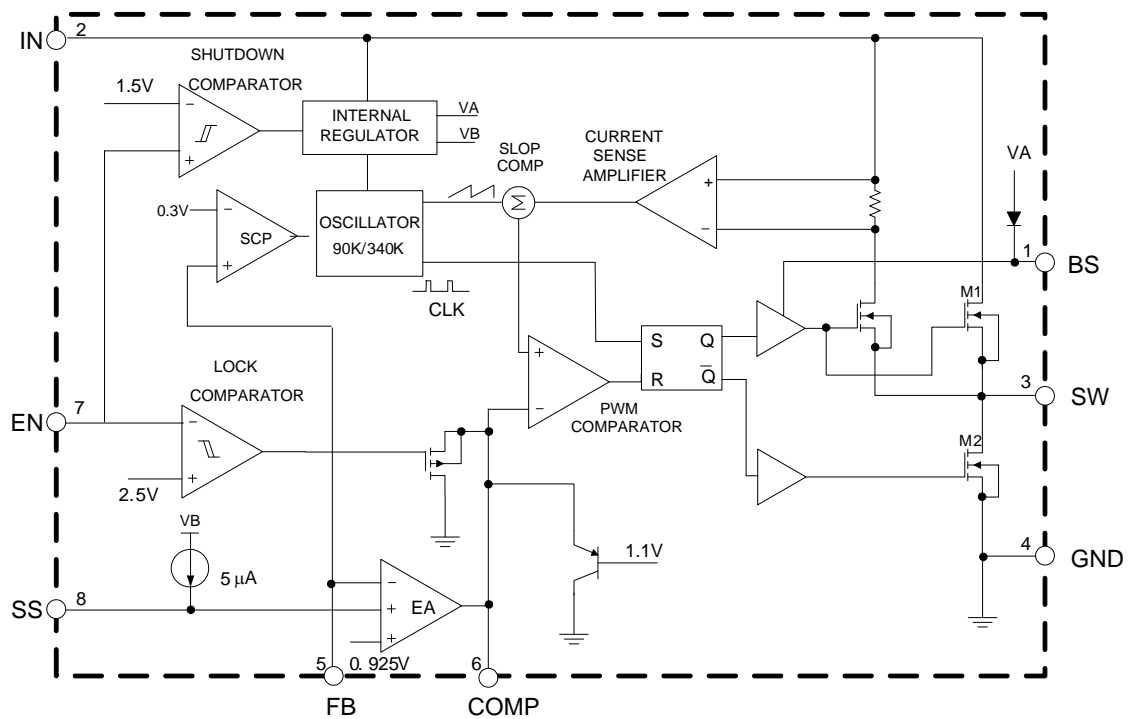 IN
2
SHUTDOWN
COMPARATOR
1.5V
−
+
INTERNAL
REGULATOR
VA
VB
SLOP
COMP
CURRENT
SENSE
AMPLIFIER
+
−
VA
0.3V
−
SCP
+
OSCILLATOR
90K/340K
Σ
CLK
1
BS
M1
S Q
R Q̅
+
−
PWM
COMPARATOR
3
SW
LOCK
COMPARATOR
EN
7
−
+
2.5V
M2
VB
5 μA
1.1V
4
GND
SS
8
−
+
+
EA
0. 925V
5
6
FB
COMP